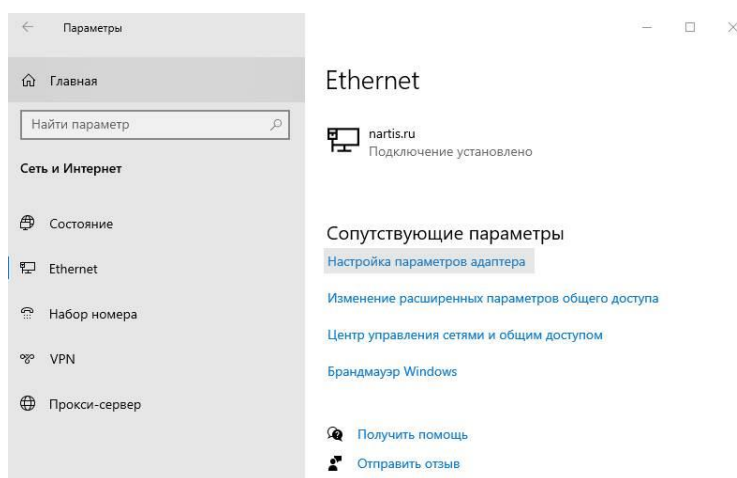 Параметры
Главная
Найти параметр
Сеть и Интернет
Состояние
Ethernet
Набор номера
VPN
Прокси-сервер
Ethernet
nartis.ru
Подключение установлено
Сопутствующие параметры
Настройка параметров адаптера
Изменение расширенных параметров общего доступа
Центр управления сетями и общим доступом
Брандмауэр Windows
Получить помощь
Отправить отзыв